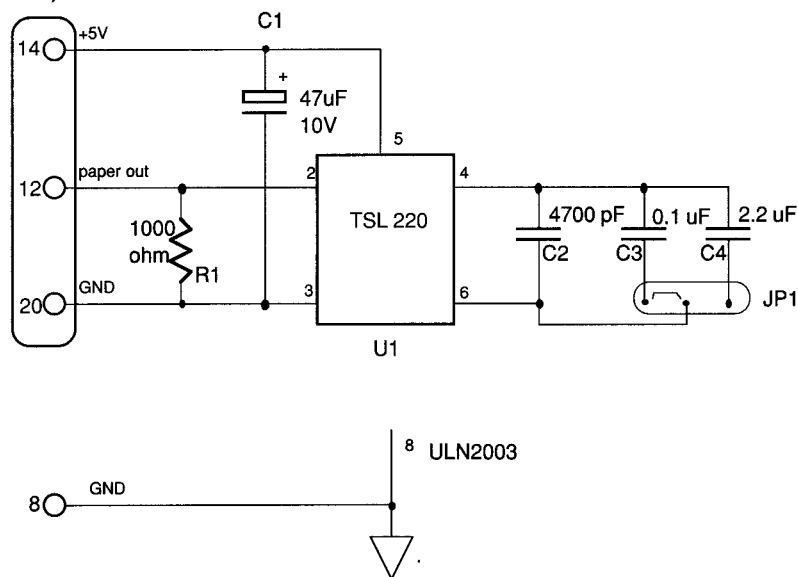 C1
14
+5V
+
47uF
10V
5
12
paper out
2
4
TSL 220
4700 pF
0.1 uF
2.2 uF
1000
ohm
R1
C2
C3
C4
20
GND
3
6
JP1
U1
8
ULN2003
8
GND